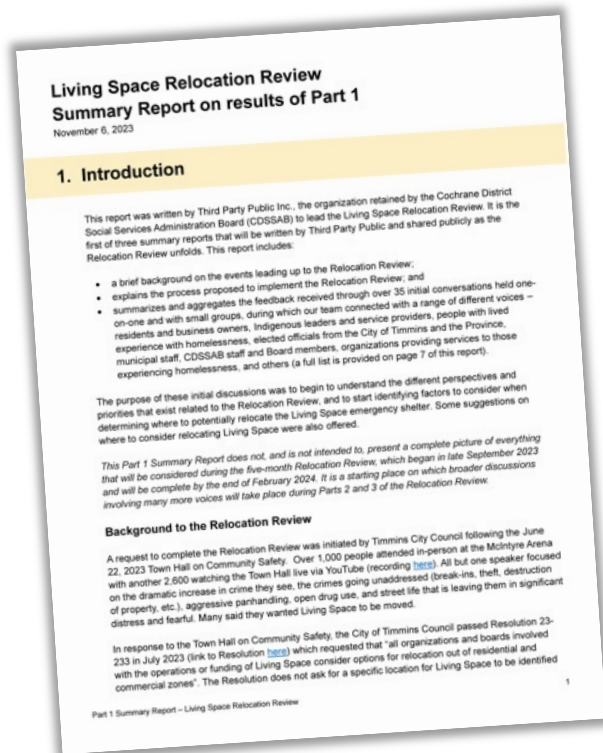 Living Space Relocation Review
Summary Report on results of Part 1
November 6, 2023
1. Introduction
This report was written by Third Party Public Inc., the organization retained by the Cochrane District
Social Services Administration Board (CDSSAB) to lead the Living Space Relocation Review. It is the
first of three summary reports that will be written by Third Party Public and shared publicly as the
Relocation Review unfolds. This report includes:
• a brief background on the events leading up to the Relocation Review;
• explains the process proposed to implement the Relocation Review; and
• summarizes and aggregates the feedback received through over 35 initial conversations held one-
on-one and with small groups, during which our team connected with a range of different voices –
residents and business owners, Indigenous leaders and service providers, people with lived
experience with homelessness, elected officials from the City of Timmins and the Province,
municipal staff, CDSSAB staff and Board members, organizations providing services to those
experiencing homelessness, and others (a full list is provided on page 7 of this report).
The purpose of these initial discussions was to begin to understand the different perspectives and
priorities that exist related to the Relocation Review, and to start identifying factors to consider when
determining where to potentially relocate the Living Space emergency shelter. Some suggestions on
where to consider relocating Living Space were also offered.
This Part 1 Summary Report does not, and is not intended to, present a complete picture of everything
that will be considered during the five-month Relocation Review, which began in late September 2023
and will be complete by the end of February 2024. It is a starting place on which broader discussions
involving many more voices will take place during Parts 2 and 3 of the Relocation Review.
Background to the Relocation Review
A request to complete the Relocation Review was initiated by Timmins City Council following the June
22, 2023 Town Hall on Community Safety. Over 1,000 people attended in-person at the McIntyre Arena
with another 2,600 watching the Town Hall live via YouTube (recording here). All but one speaker focused
on the dramatic increase in crime they see, the crimes going unaddressed (break-ins, theft, destruction
of property, etc.), aggressive panhandling, open drug use, and street life that is leaving them in significant
distress and fearful. Many said they wanted Living Space to be moved.
In response to the Town Hall on Community Safety, the City of Timmins Council passed Resolution 23-
233 in July 2023 (link to Resolution here) which requested that “all organizations and boards involved
with the operations or funding of Living Space consider options for relocation out of residential and
commercial zones”. The Resolution does not ask for a specific location for Living Space to be identified
1
Part 1 Summary Report – Living Space Relocation Review